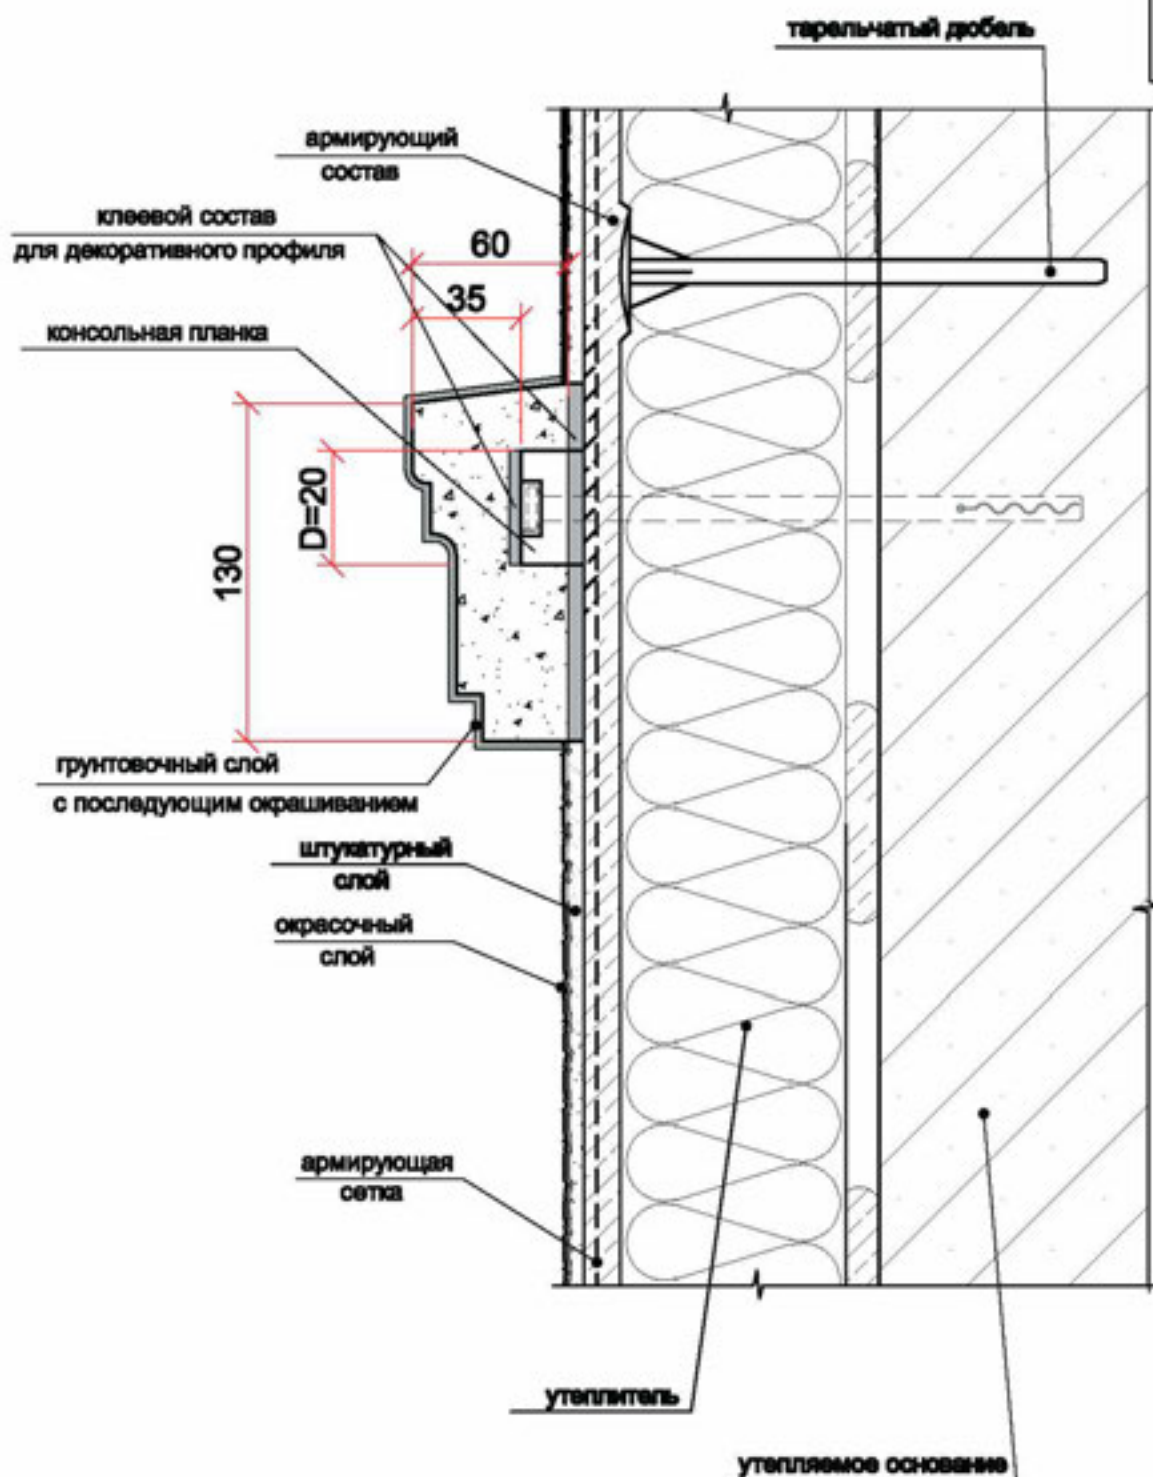 тарельчатый дюбель
армирующий
состав
клеевой состав
для декоративного профиля
60
35
консольная планка
D=20
130
грунтовочный слой
с последующим окрашиванием
штукатурный
слой
окрасочный
слой
армирующая
сетка
утеплитель
утепляемое основание